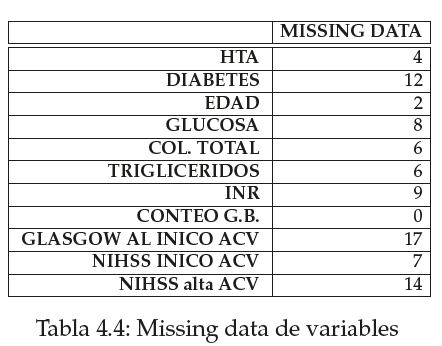 MISSING DATA
HTA 4
DIABETES 12
EDAD 2
GLUCOSA 8
COL. TOTAL 6
TRIGLICERIDOS 6
INR 9
CONTEO G.B. 0
GLASGOW AL INICO ACV 17
NIHSS INICO ACV 7
NIHSS alta ACV 14
Tabla 4.4: Missing data de variables